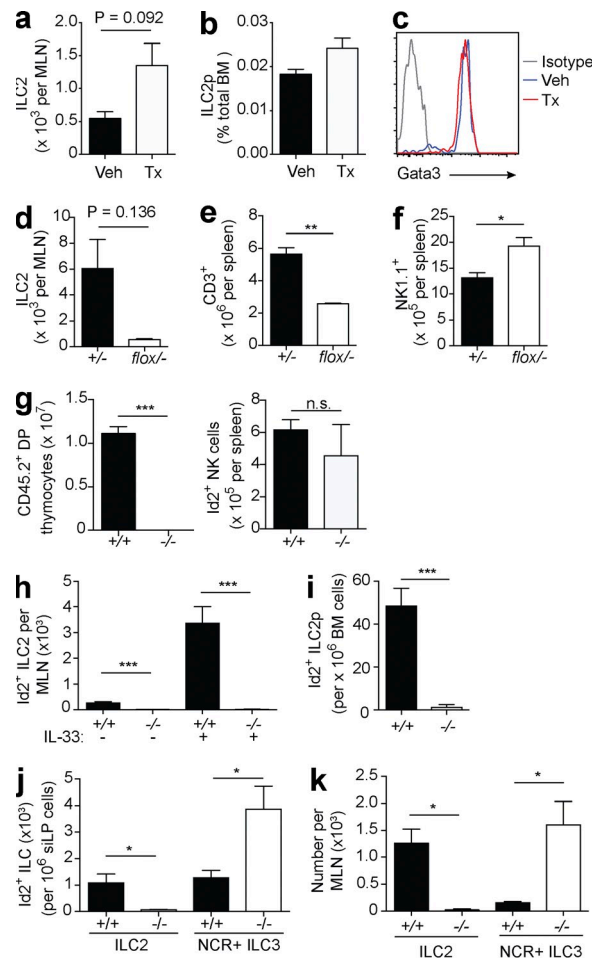 a
P = 0.092
ILC2
(x 10³ per MLN)
2.0
1.5
1.0
0.5
0
Veh
Tx
b
ILC2p
(% total BM)
0.03
0.02
0.01
0.00
Veh
Tx
c
Isotype
Veh
Tx
Gata3
d
P = 0.136
ILC2
(x 10³ per MLN)
10
8
6
4
2
0
+/-
flox/-
e
**
CD3⁺
(x 10⁶ per spleen)
8
6
4
2
0
+/-
flox/-
f
*
NK1.1⁺
(x 10⁵ per spleen)
25
20
15
10
5
0
+/-
flox/-
g
***
CD45.2⁺ DP
thymocytes (x 10⁷)
1.5
1.0
0.5
0
+/+
-/-
n.s.
Id2⁺ NK cells
(x 10⁵ per spleen)
8
6
4
2
0
+/+
-/-
h
***
***
Id2⁺ ILC2 per
MLN (x10³)
5
4
3
2
1
0
+/+
-/-
+/+
-/-
IL-33:
-
-
+
+
i
***
Id2⁺ ILC2p
(per x 10⁶ BM cells)
60
40
20
0
+/+
-/-
j
*
*
Id2⁺ ILC (x10³)
(per 10⁶ siLP cells)
5
4
3
2
1
0
+/+
-/-
+/+
-/-
ILC2
NCR+ ILC3
k
*
*
Number per
MLN (x10³)
2.5
2.0
1.5
1.0
0.5
0
+/+
-/-
+/+
-/-
ILC2
NCR+ ILC3